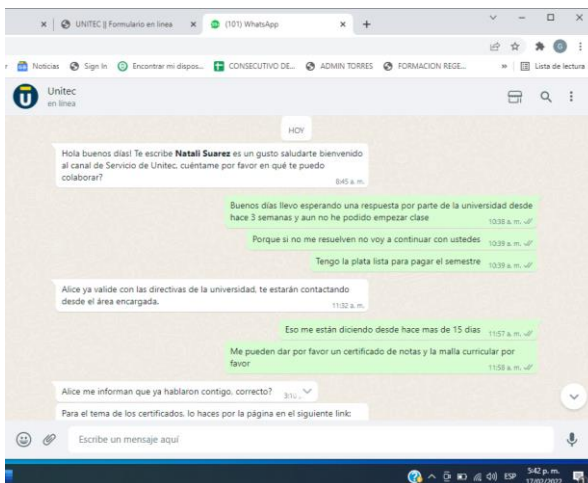 UNITEC || Formulario en linea
(101) WhatsApp
Noticias
Sign In
Encontrar mi dispos...
CONSECUTIVO DE...
ADMIN TORRES
FORMACION REGE...
»
Lista de lectura
Unitec
en línea
HOY
Hola buenos días! Te escribe Natali Suarez es un gusto saludarte bienvenido
al canal de Servicio de Unitec, cuéntame por favor en qué te puedo
colaborar?
8:45 a. m.
Buenos días llevo esperando una respuesta por parte de la universidad desde
hace 3 semanas y aun no he podido empezar clase
10:38 a. m.
Porque si no me resuelven no voy a continuar con ustedes
10:39 a. m.
Tengo la plata lista para pagar el semestre
10:39 a. m.
Alice ya valide con las directivas de la universidad, te estarán contactando
desde el área encargada.
11:32 a. m.
Eso me están diciendo desde hace mas de 15 días
11:57 a. m.
Me pueden dar por favor un certificado de notas y la malla curricular por
favor
11:58 a. m.
Alice me informan que ya hablaron contigo, correcto?
Para el tema de los certificados, lo haces por la página en el siguiente link:
Escribe un mensaje aquí
ESP
5:42 p. m.
17/02/2022